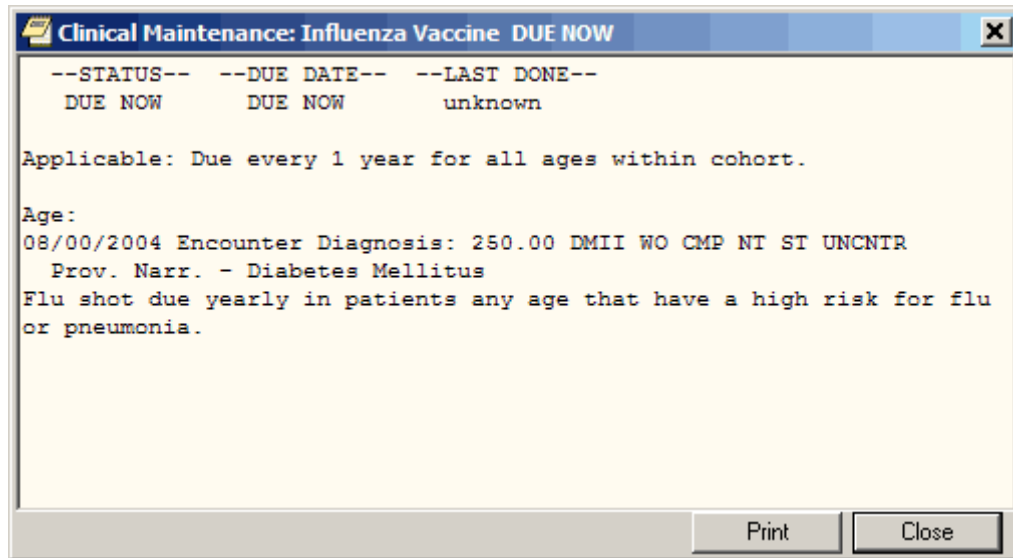 Clinical Maintenance: Influenza Vaccine DUE NOW
--STATUS-- --DUE DATE-- --LAST DONE--
DUE NOW DUE NOW unknown
Applicable: Due every 1 year for all ages within cohort.
Age:
08/00/2004 Encounter Diagnosis: 250.00 DMII WO CMP NT ST UNCNTR
Prov. Narr. - Diabetes Mellitus
Flu shot due yearly in patients any age that have a high risk for flu
or pneumonia.
Print Close